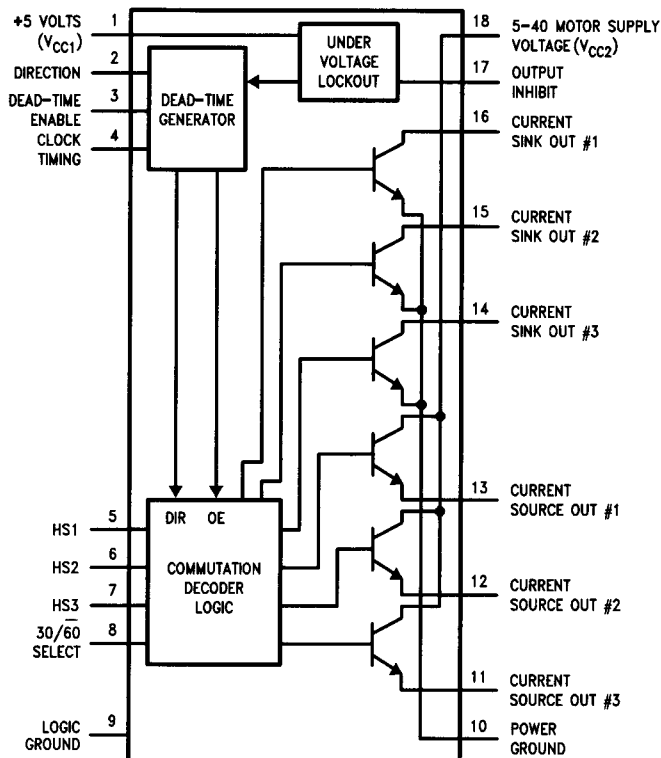 +5 VOLTS
(VCC1)
1
DIRECTION
2
DEAD-TIME
ENABLE
3
CLOCK
TIMING
4
HS1
5
HS2
6
HS3
7
30/6̅0̅
SELECT
8
LOGIC
GROUND
9
UNDER
VOLTAGE
LOCKOUT
DEAD-TIME
GENERATOR
DIR OE
COMMUTATION
DECODER
LOGIC
18
5-40 MOTOR SUPPLY
VOLTAGE(VCC2)
17
OUTPUT
INHIBIT
16
CURRENT
SINK OUT #1
15
CURRENT
SINK OUT #2
14
CURRENT
SINK OUT #3
13
CURRENT
SOURCE OUT #1
12
CURRENT
SOURCE OUT #2
11
CURRENT
SOURCE OUT #3
10
POWER
GROUND